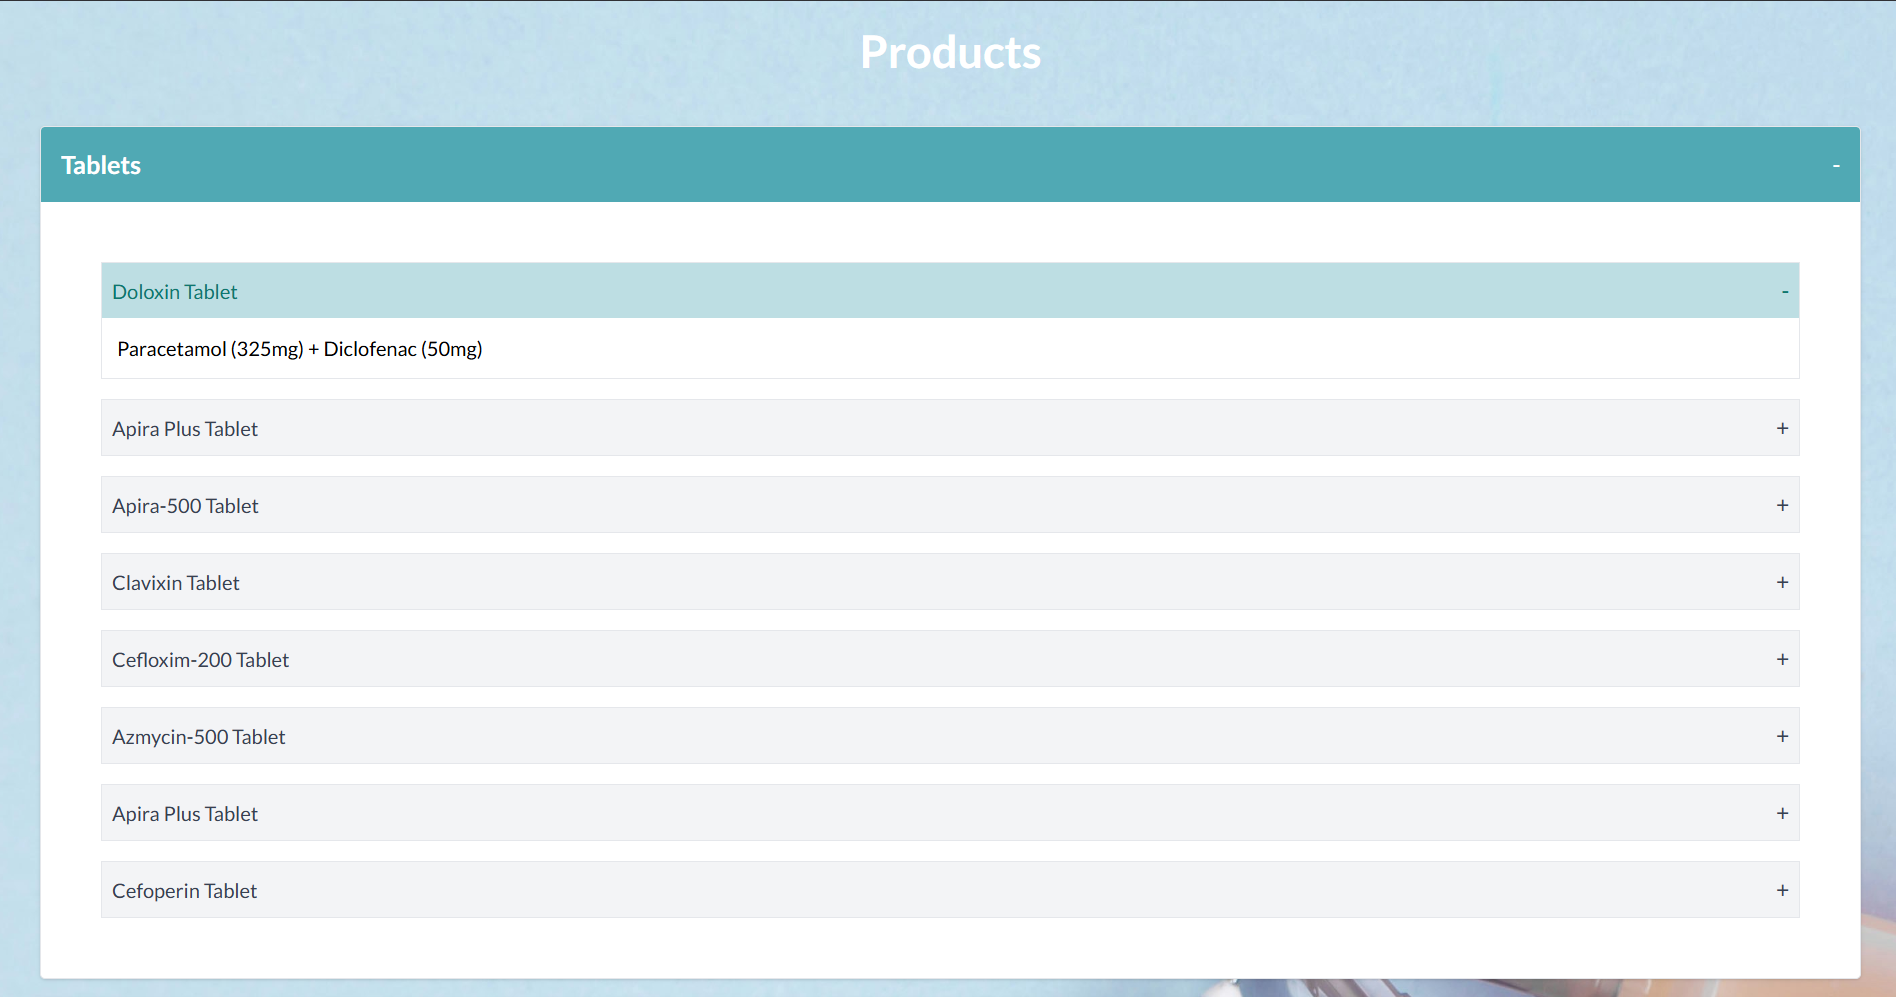 Products
Tablets -
Doloxin Tablet -
Paracetamol (325mg) + Diclofenac (50mg)
Apira Plus Tablet +
Apira-500 Tablet +
Clavixin Tablet +
Cefloxim-200 Tablet +
Azmycin-500 Tablet +
Apira Plus Tablet +
Cefoperin Tablet +